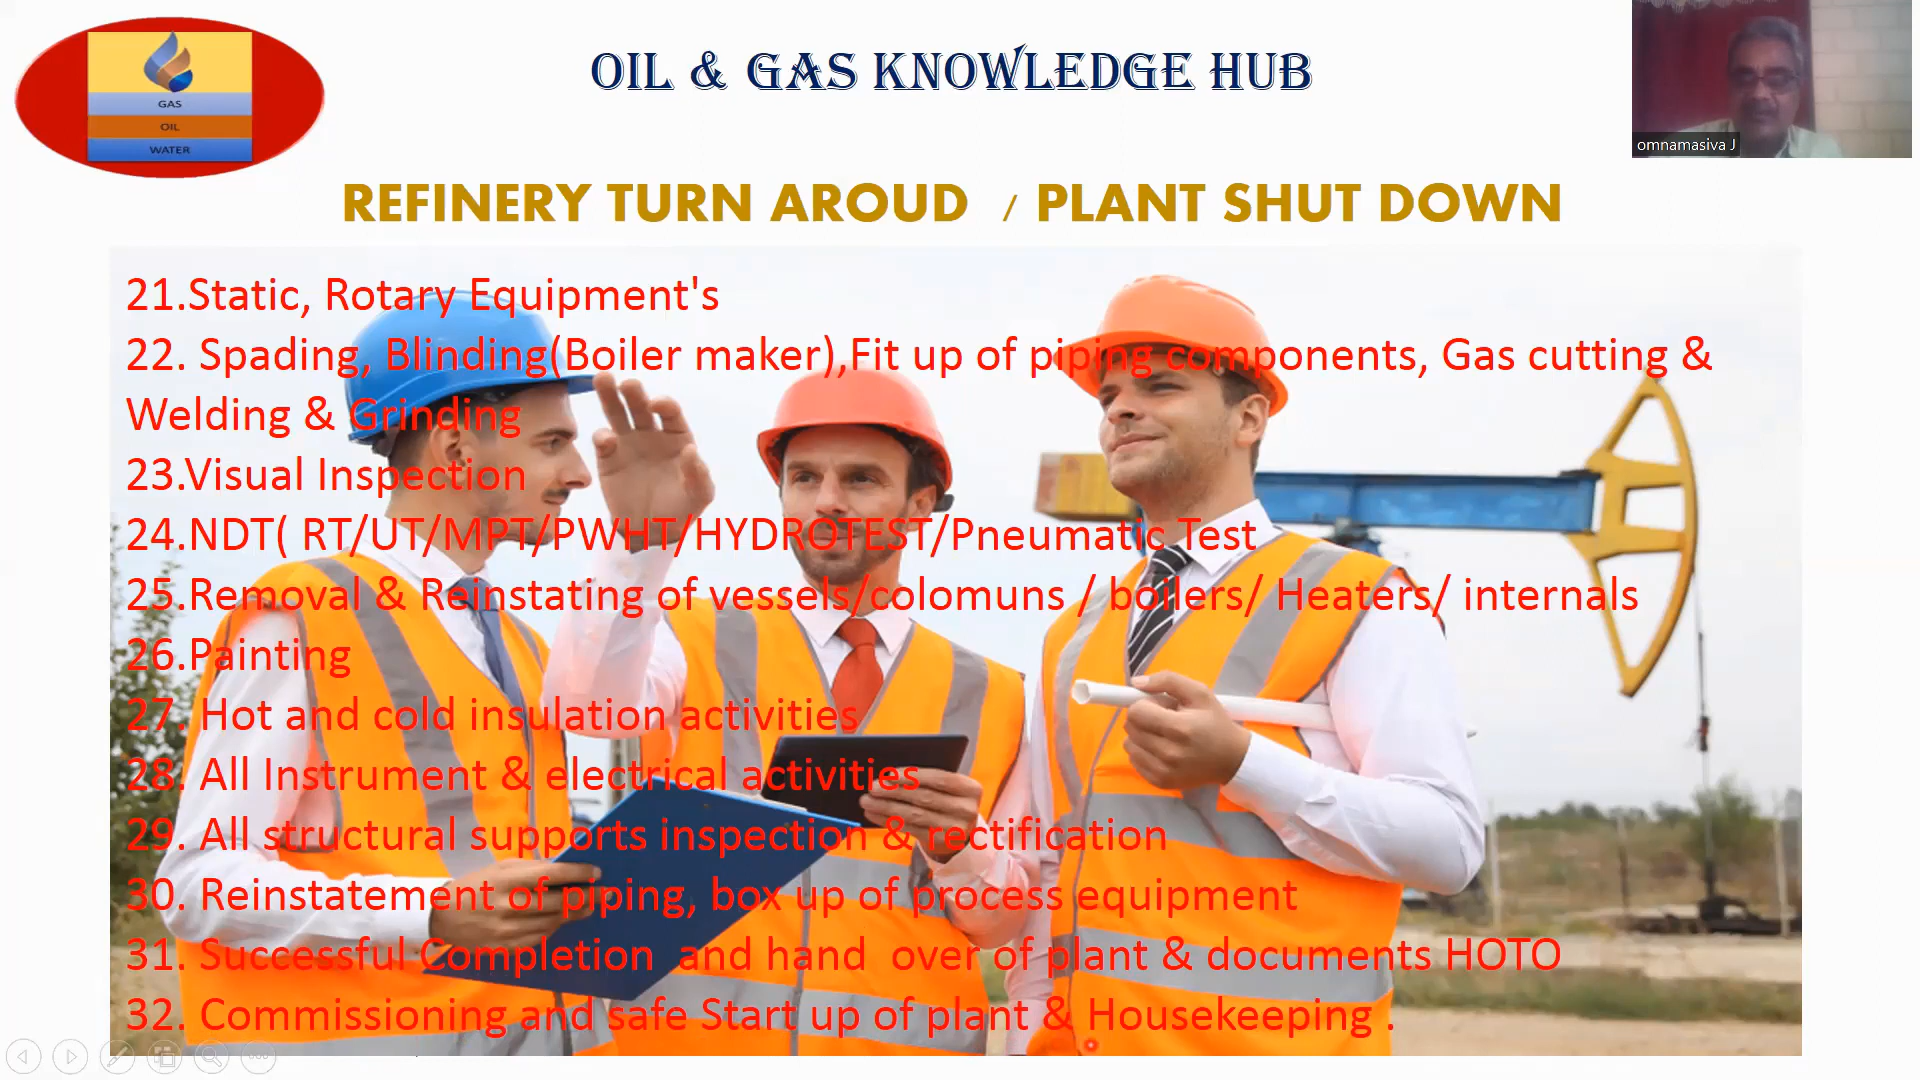 GAS
OIL
WATER
OIL & GAS KNOWLEDGE HUB
omnamasiva J
REFINERY TURN AROUD / PLANT SHUT DOWN
21.Static, Rotary Equipment's
22. Spading, Blinding(Boiler maker),Fit up of piping components, Gas cutting &
Welding & Grinding
23.Visual Inspection
24.NDT( RT/UT/MPT/PWHT/HYDROTEST/Pneumatic Test
25.Removal & Reinstating of vessels/colomuns / boilers/ Heaters/ internals
26.Painting
27. Hot and cold insulation activities
28. All Instrument & electrical activities
29. All structural supports inspection & rectification
30. Reinstatement of piping, box up of process equipment
31. Successful Completion and hand over of plant & documents HOTO
32. Commissioning and safe Start up of plant & Housekeeping .